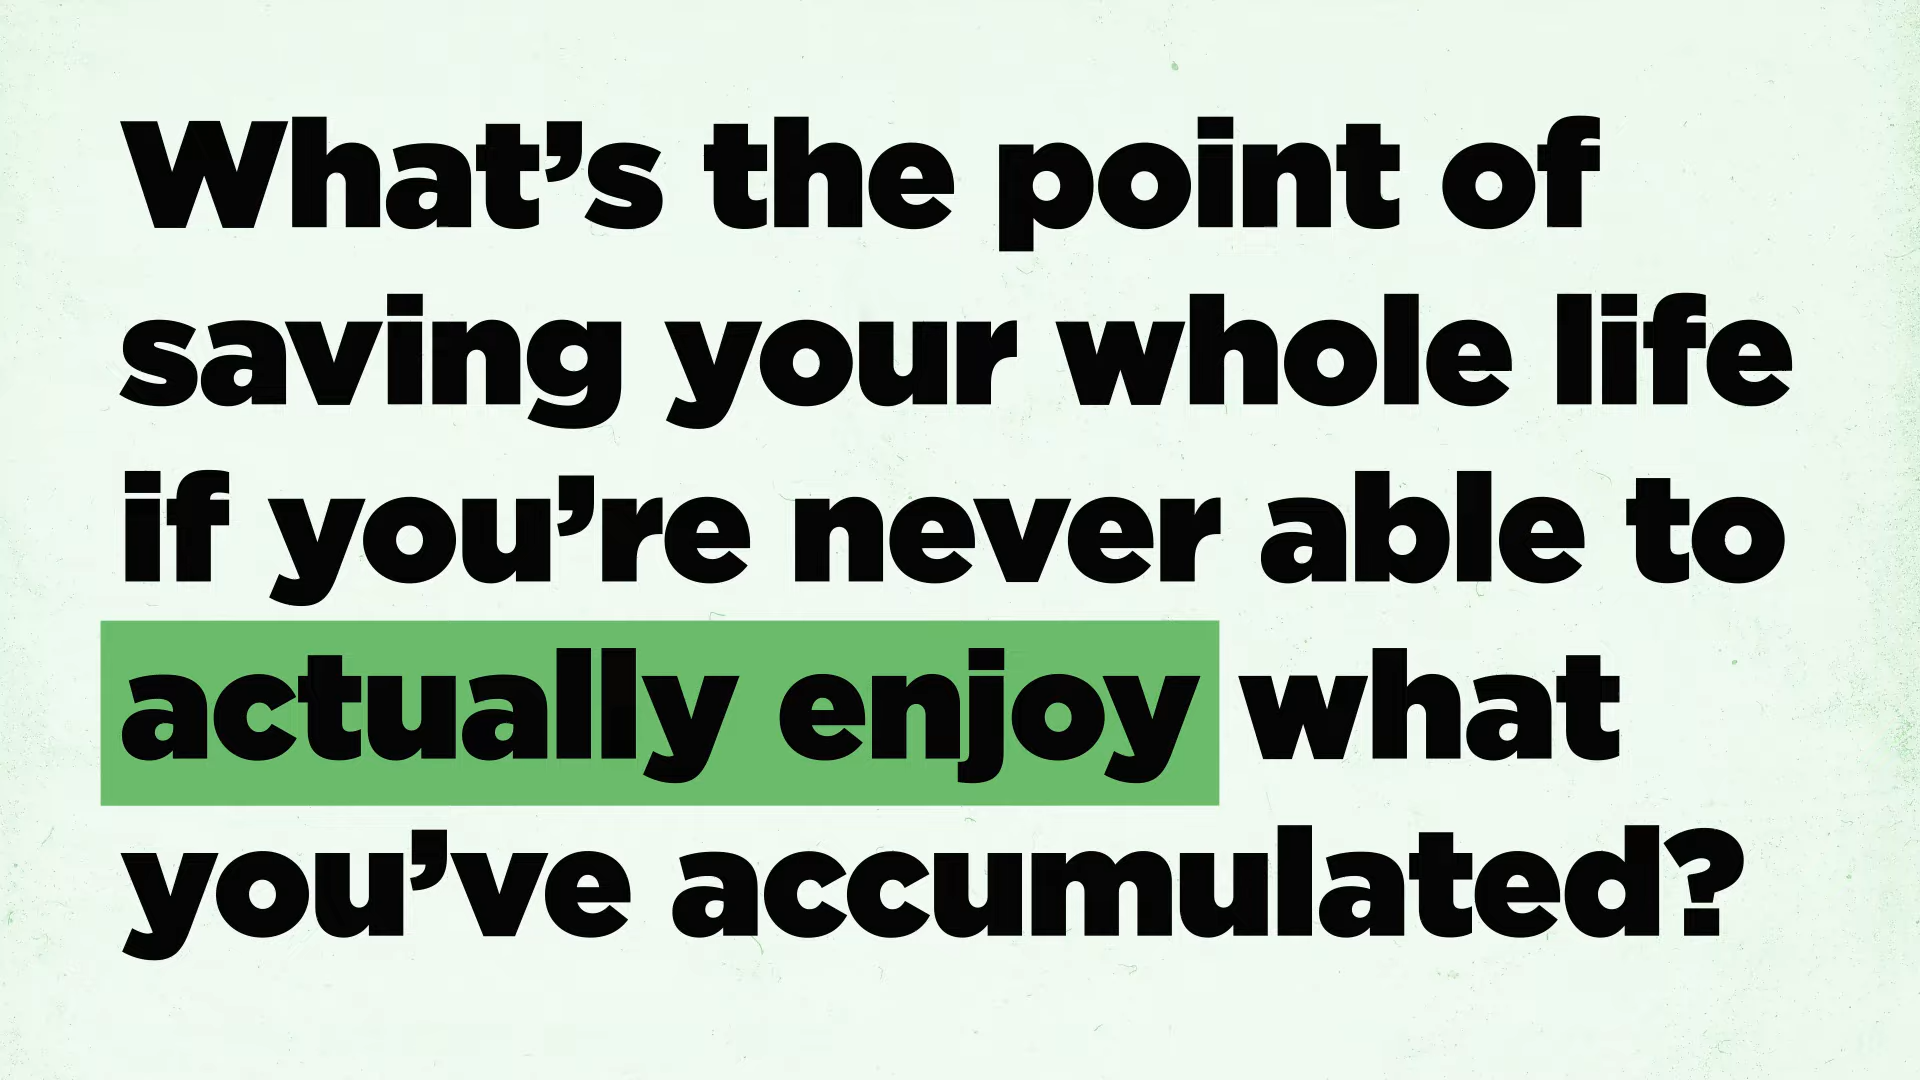 What’s the point of
saving your whole life
if you’re never able to
actually enjoy what
you’ve accumulated?